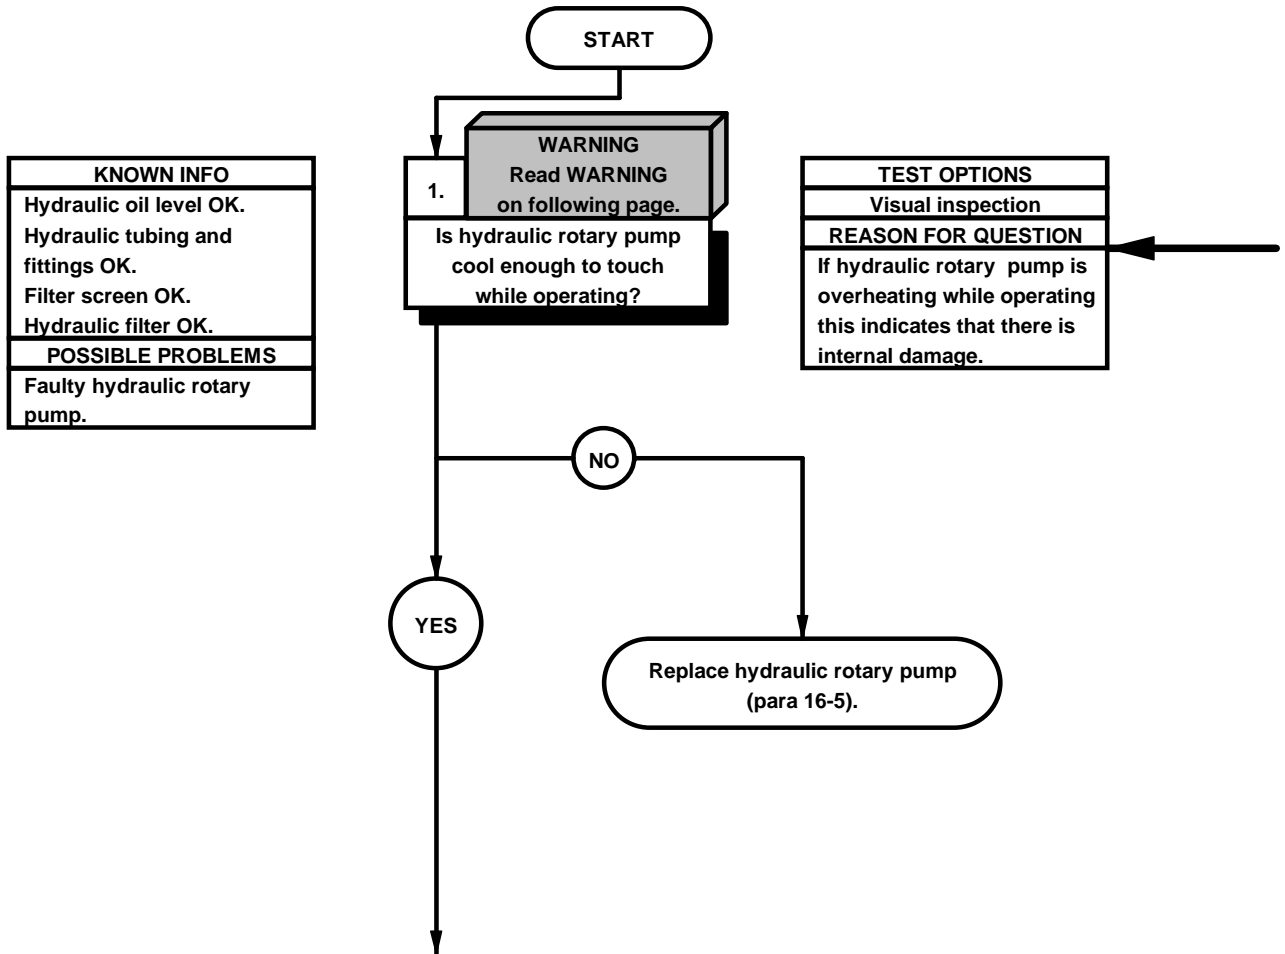 START
KNOWN INFO
Hydraulic oil level OK.
Hydraulic tubing and
fittings OK.
Filter screen OK.
Hydraulic filter OK.
POSSIBLE PROBLEMS
Faulty hydraulic rotary
pump.
1.
WARNING
Read WARNING
on following page.
Is hydraulic rotary pump
cool enough to touch
while operating?
TEST OPTIONS
Visual inspection
REASON FOR QUESTION
If hydraulic rotary pump is
overheating while operating
this indicates that there is
internal damage.
NO
YES
Replace hydraulic rotary pump
(para 16-5).